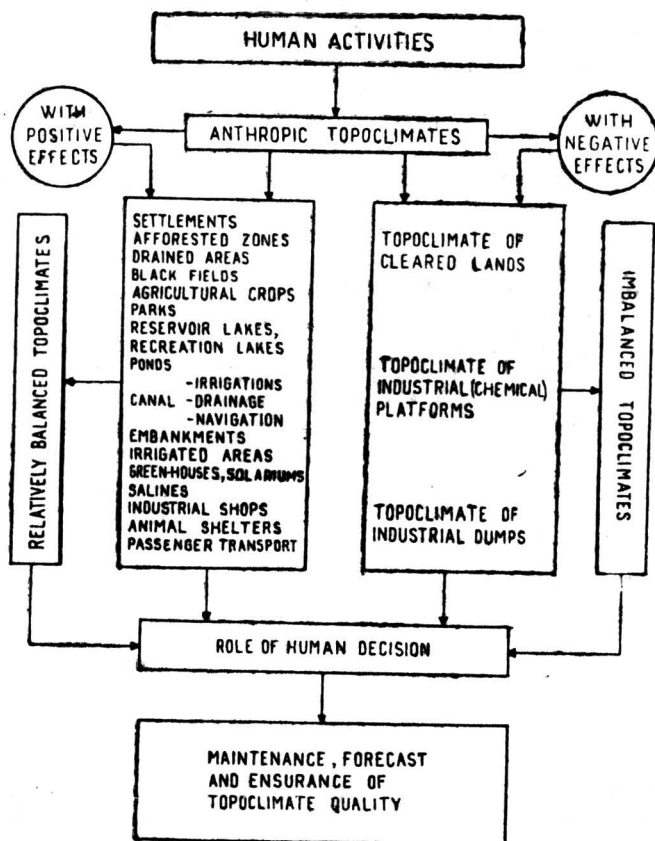 HUMAN ACTIVITIES
WITH
POSITIVE
EFFECTS
ANTHROPIC TOPOCLIMATES
WITH
NEGATIVE
EFFECTS
RELATIVELY BALANCED TOPOCLIMATES
SETTLEMENTS
AFFORESTED ZONES
DRAINED AREAS
BLACK FIELDS
AGRICULTURAL CROPS
PARKS
RESERVOIR LAKES,
RECREATION LAKES
PONDS
-IRRIGATIONS
CANAL -DRAINAGE
-NAVIGATION
EMBANKMENTS
IRRIGATED AREAS
GREEN-HOUSES, SOLARIUMS
SALINES
INDUSTRIAL SHOPS
ANIMAL SHELTERS
PASSENGER TRANSPORT
TOPOCLIMATE OF
CLEARED LANDS
TOPOCLIMATE OF
INDUSTRIAL (CHEMICAL)
PLATFORMS
TOPOCLIMATE OF
INDUSTRIAL DUMPS
IMBALANCED TOPOCLIMATES
ROLE OF HUMAN DECISION
MAINTENANCE, FORECAST
AND ENSURANCE OF
TOPOCLIMATE QUALITY